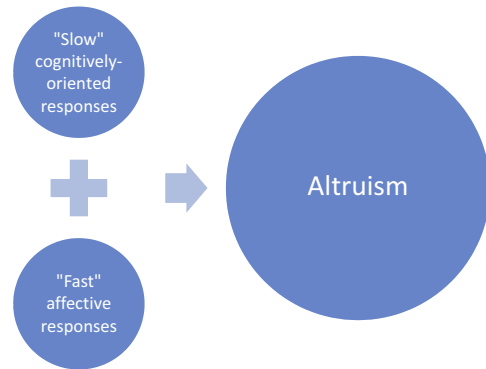 "Slow"
cognitively-
oriented
responses
"Fast"
affective
responses
Altruism